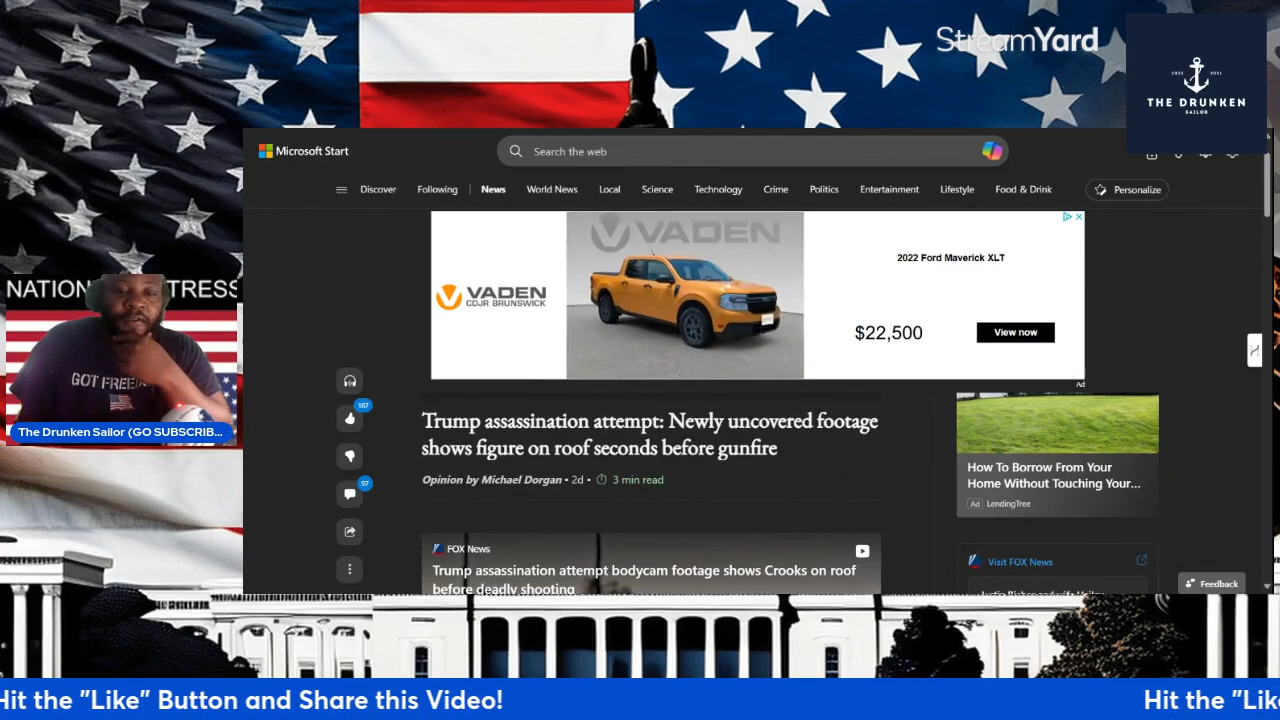 StreamYard
2022 2021
THE DRUNKEN
SAILOR
Microsoft Start
Search the web
Discover
Following
News
World News
Local
Science
Technology
Crime
Politics
Entertainment
Lifestyle
Food & Drink
Personalize
VADEN
VADEN
CDJR BRUNSWICK
2022 Ford Maverick XLT
$22,500
View now
Ad
NATION TRESS
GOT FREE
The Drunken Sailor (GO SUBSCRIB...
187
97
Trump assassination attempt: Newly uncovered footage
shows figure on roof seconds before gunfire
Opinion by Michael Dorgan • 2d • 3 min read
FOX News
Trump assassination attempt bodycam footage shows Crooks on roof
before deadly shooting
How To Borrow From Your
Home Without Touching Your...
Ad LendingTree
Visit FOX News
Feedback
Hit the "Like" Button and Share this Video!
Hit the "Lik